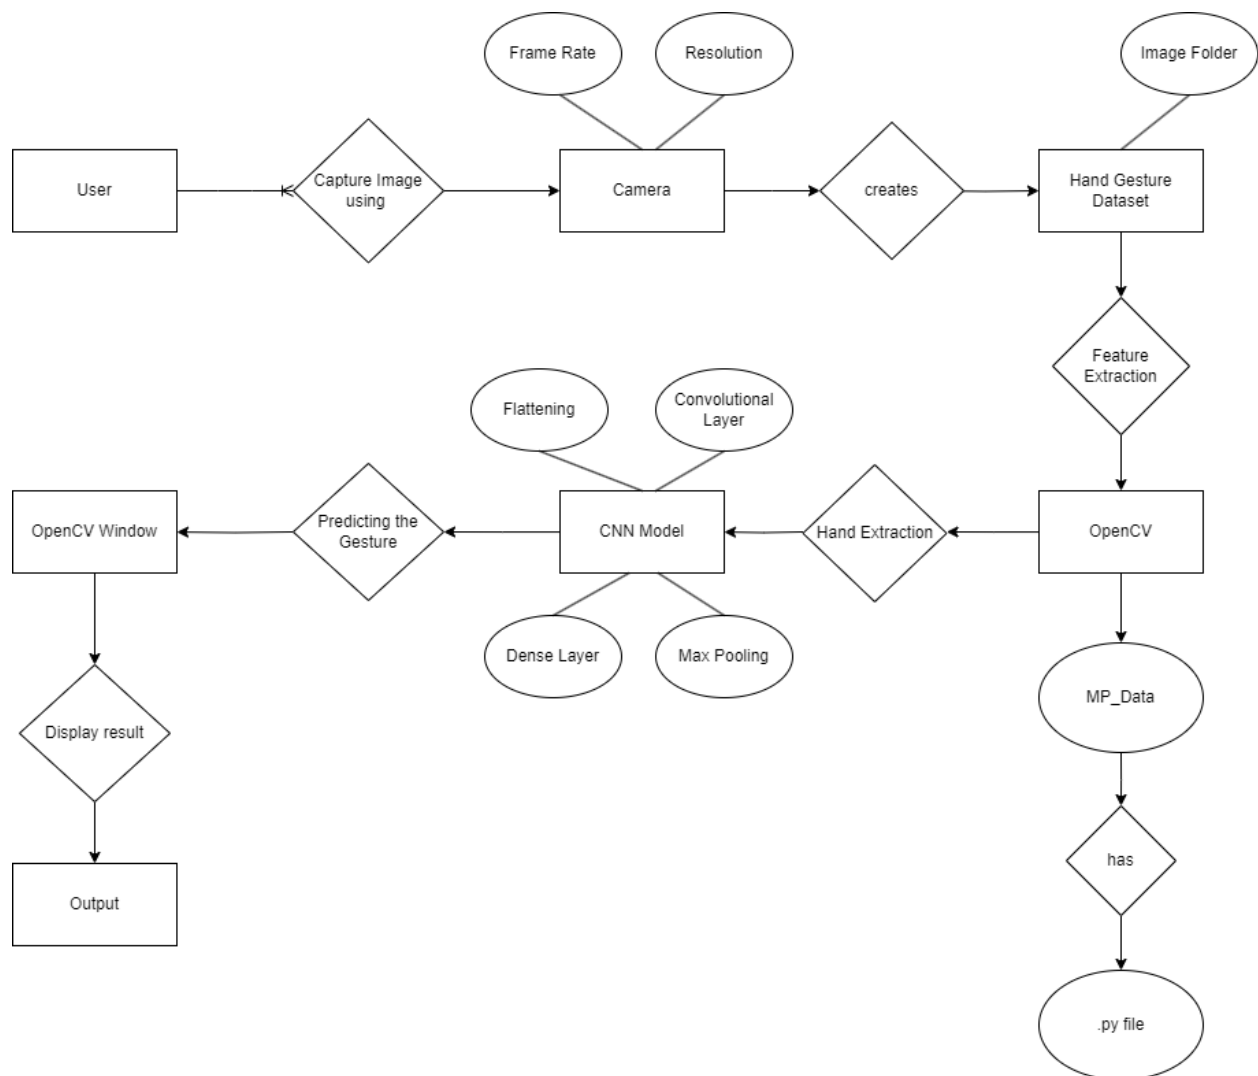 Frame Rate
Resolution
Image Folder
User
Capture Image
using
Camera
creates
Hand Gesture
Dataset
Feature
Extraction
Flattening
Convolutional
Layer
OpenCV Window
Predicting the
Gesture
CNN Model
Hand Extraction
OpenCV
Dense Layer
Max Pooling
MP_Data
Display result
has
Output
.py file